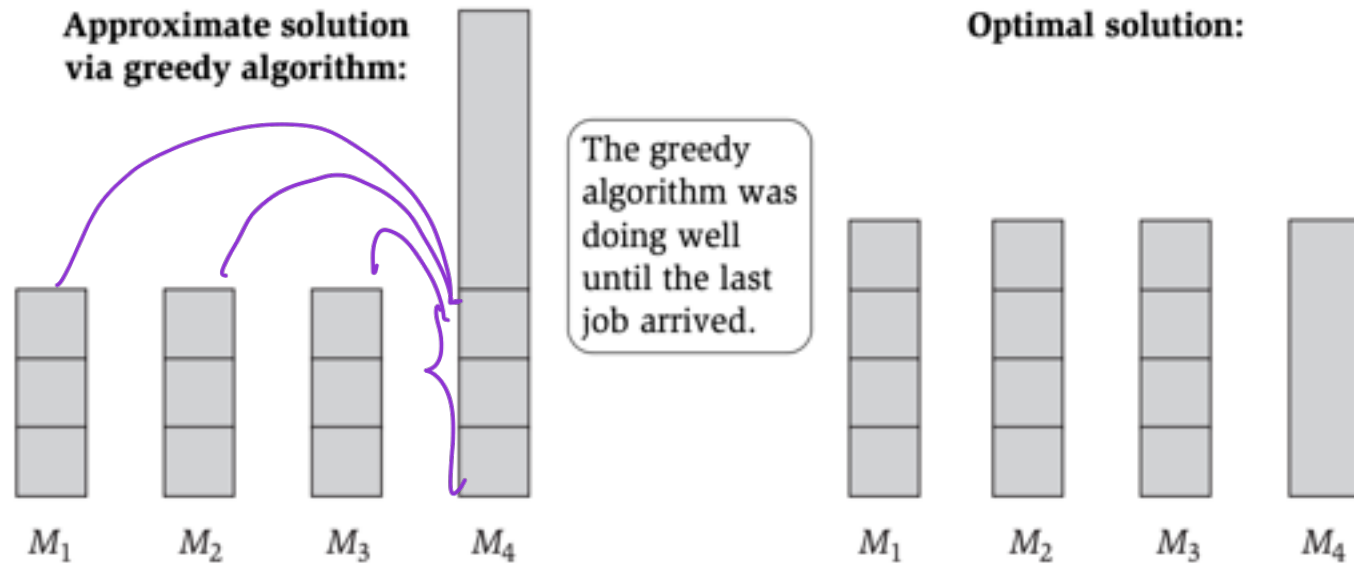 Approximate solution
via greedy algorithm:
Optimal solution:
The greedy
algorithm was
doing well
until the last
job arrived.
M₁ M₂ M₃ M₄ M₁ M₂ M₃ M₄